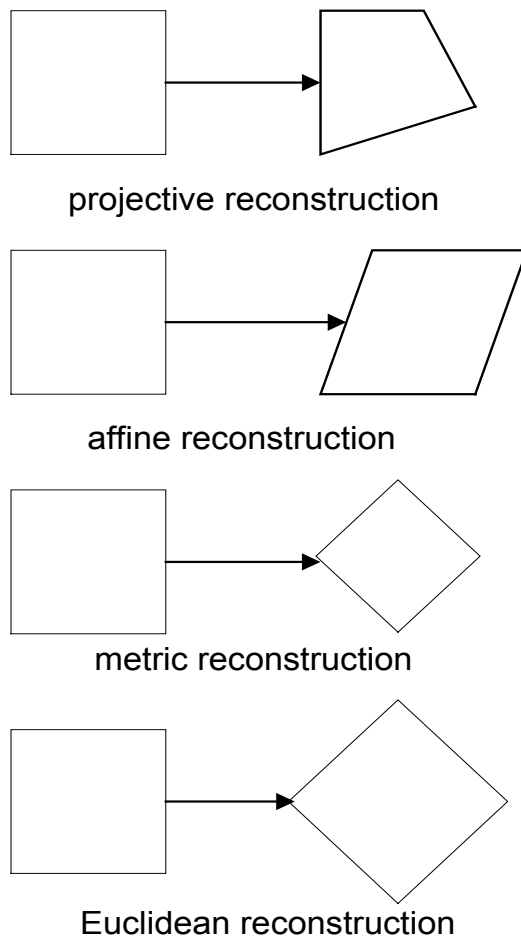 projective reconstruction
affine reconstruction
metric reconstruction
Euclidean reconstruction